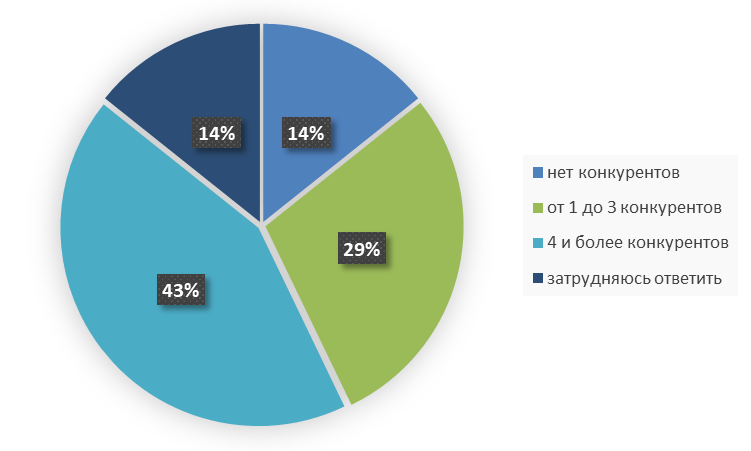 14%
14%
29%
43%
нет конкурентов
от 1 до 3 конкурентов
4 и более конкурентов
затрудняюсь ответить